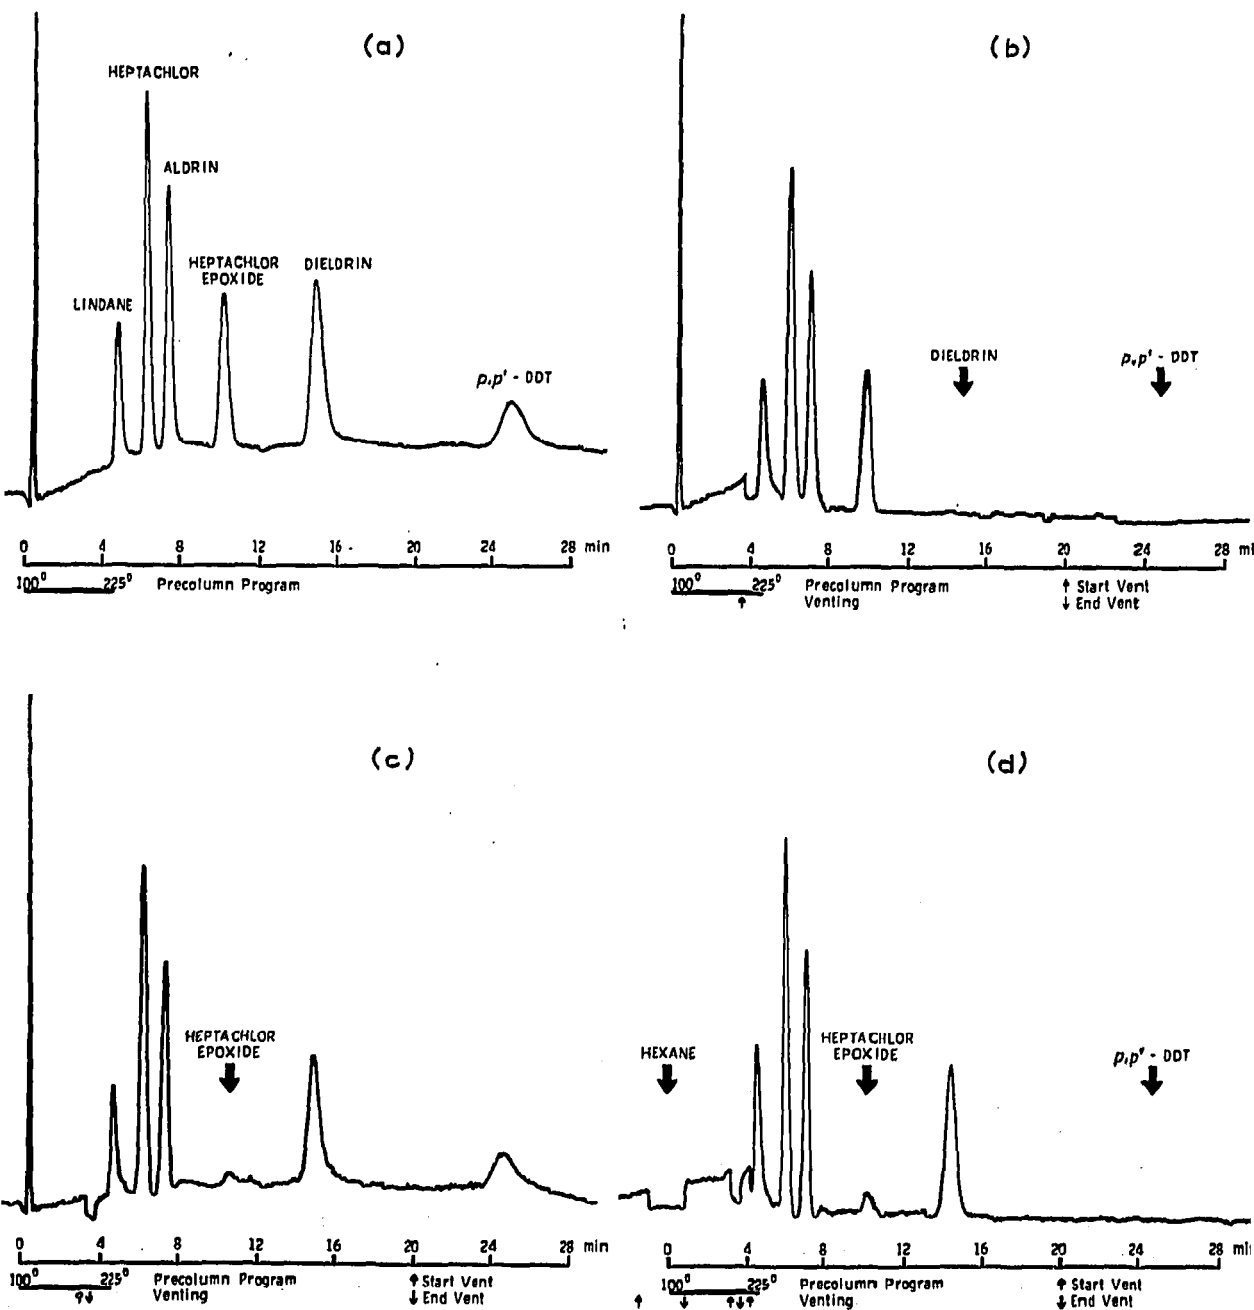 (a)
HEPTACHLOR
ALDRIN
HEPTACHLOR
EPOXIDE
DIELDRIN
LINDANE
p,p' - DDT
0 4 8 12 16 20 24 28 min
100° 225° Precolumn Program
(b)
DIELDRIN
p,p' - DDT
0 4 8 12 16 20 24 28 mi
100° 225° Precolumn Program ↑ Start Vent
↑ Venting ↓ End Vent
(c)
HEPTACHLOR
EPOXIDE
0 4 8 12 16 20 24 28 min
100° 225° Precolumn Program ↑ Start Vent
↑↓ Venting ↓ End Vent
(d)
HEXANE
HEPTACHLOR
EPOXIDE
p,p' - DDT
0 4 8 12 16 20 24 28 mi
100° 225° Precolumn Program ↑ Start Vent
↑ ↓ ↑↓↑ Venting ↓ End Vent